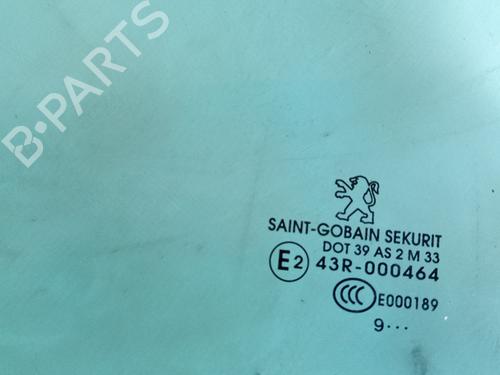 B-PARTS
SAINT-GOBAIN SEKURIT
DOT 39 AS 2 M 33
E2 43R-000464
CCC E000189
9···